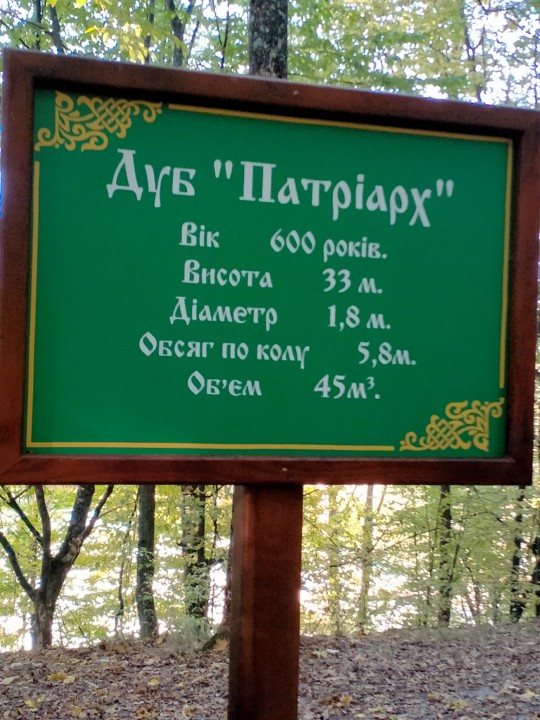 Дуб "Патріарх"
Вік 600 років.
Висота 33 м.
Діаметр 1,8 м.
Обсяг по колу 5,8м.
Об'єм 45м³.